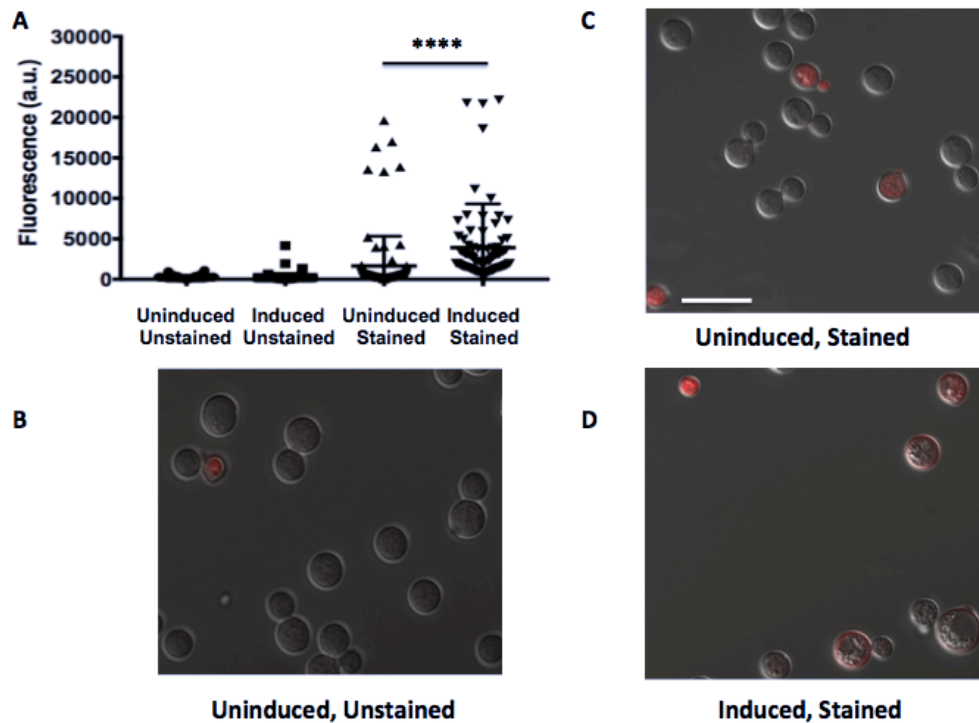 A
30000
25000
20000
15000
10000
5000
0
Fluorescence (a.u.)
****
Uninduced Unstained
Induced Unstained
Uninduced Stained
Induced Stained
B
Uninduced, Unstained
C
Uninduced, Stained
D
Induced, Stained